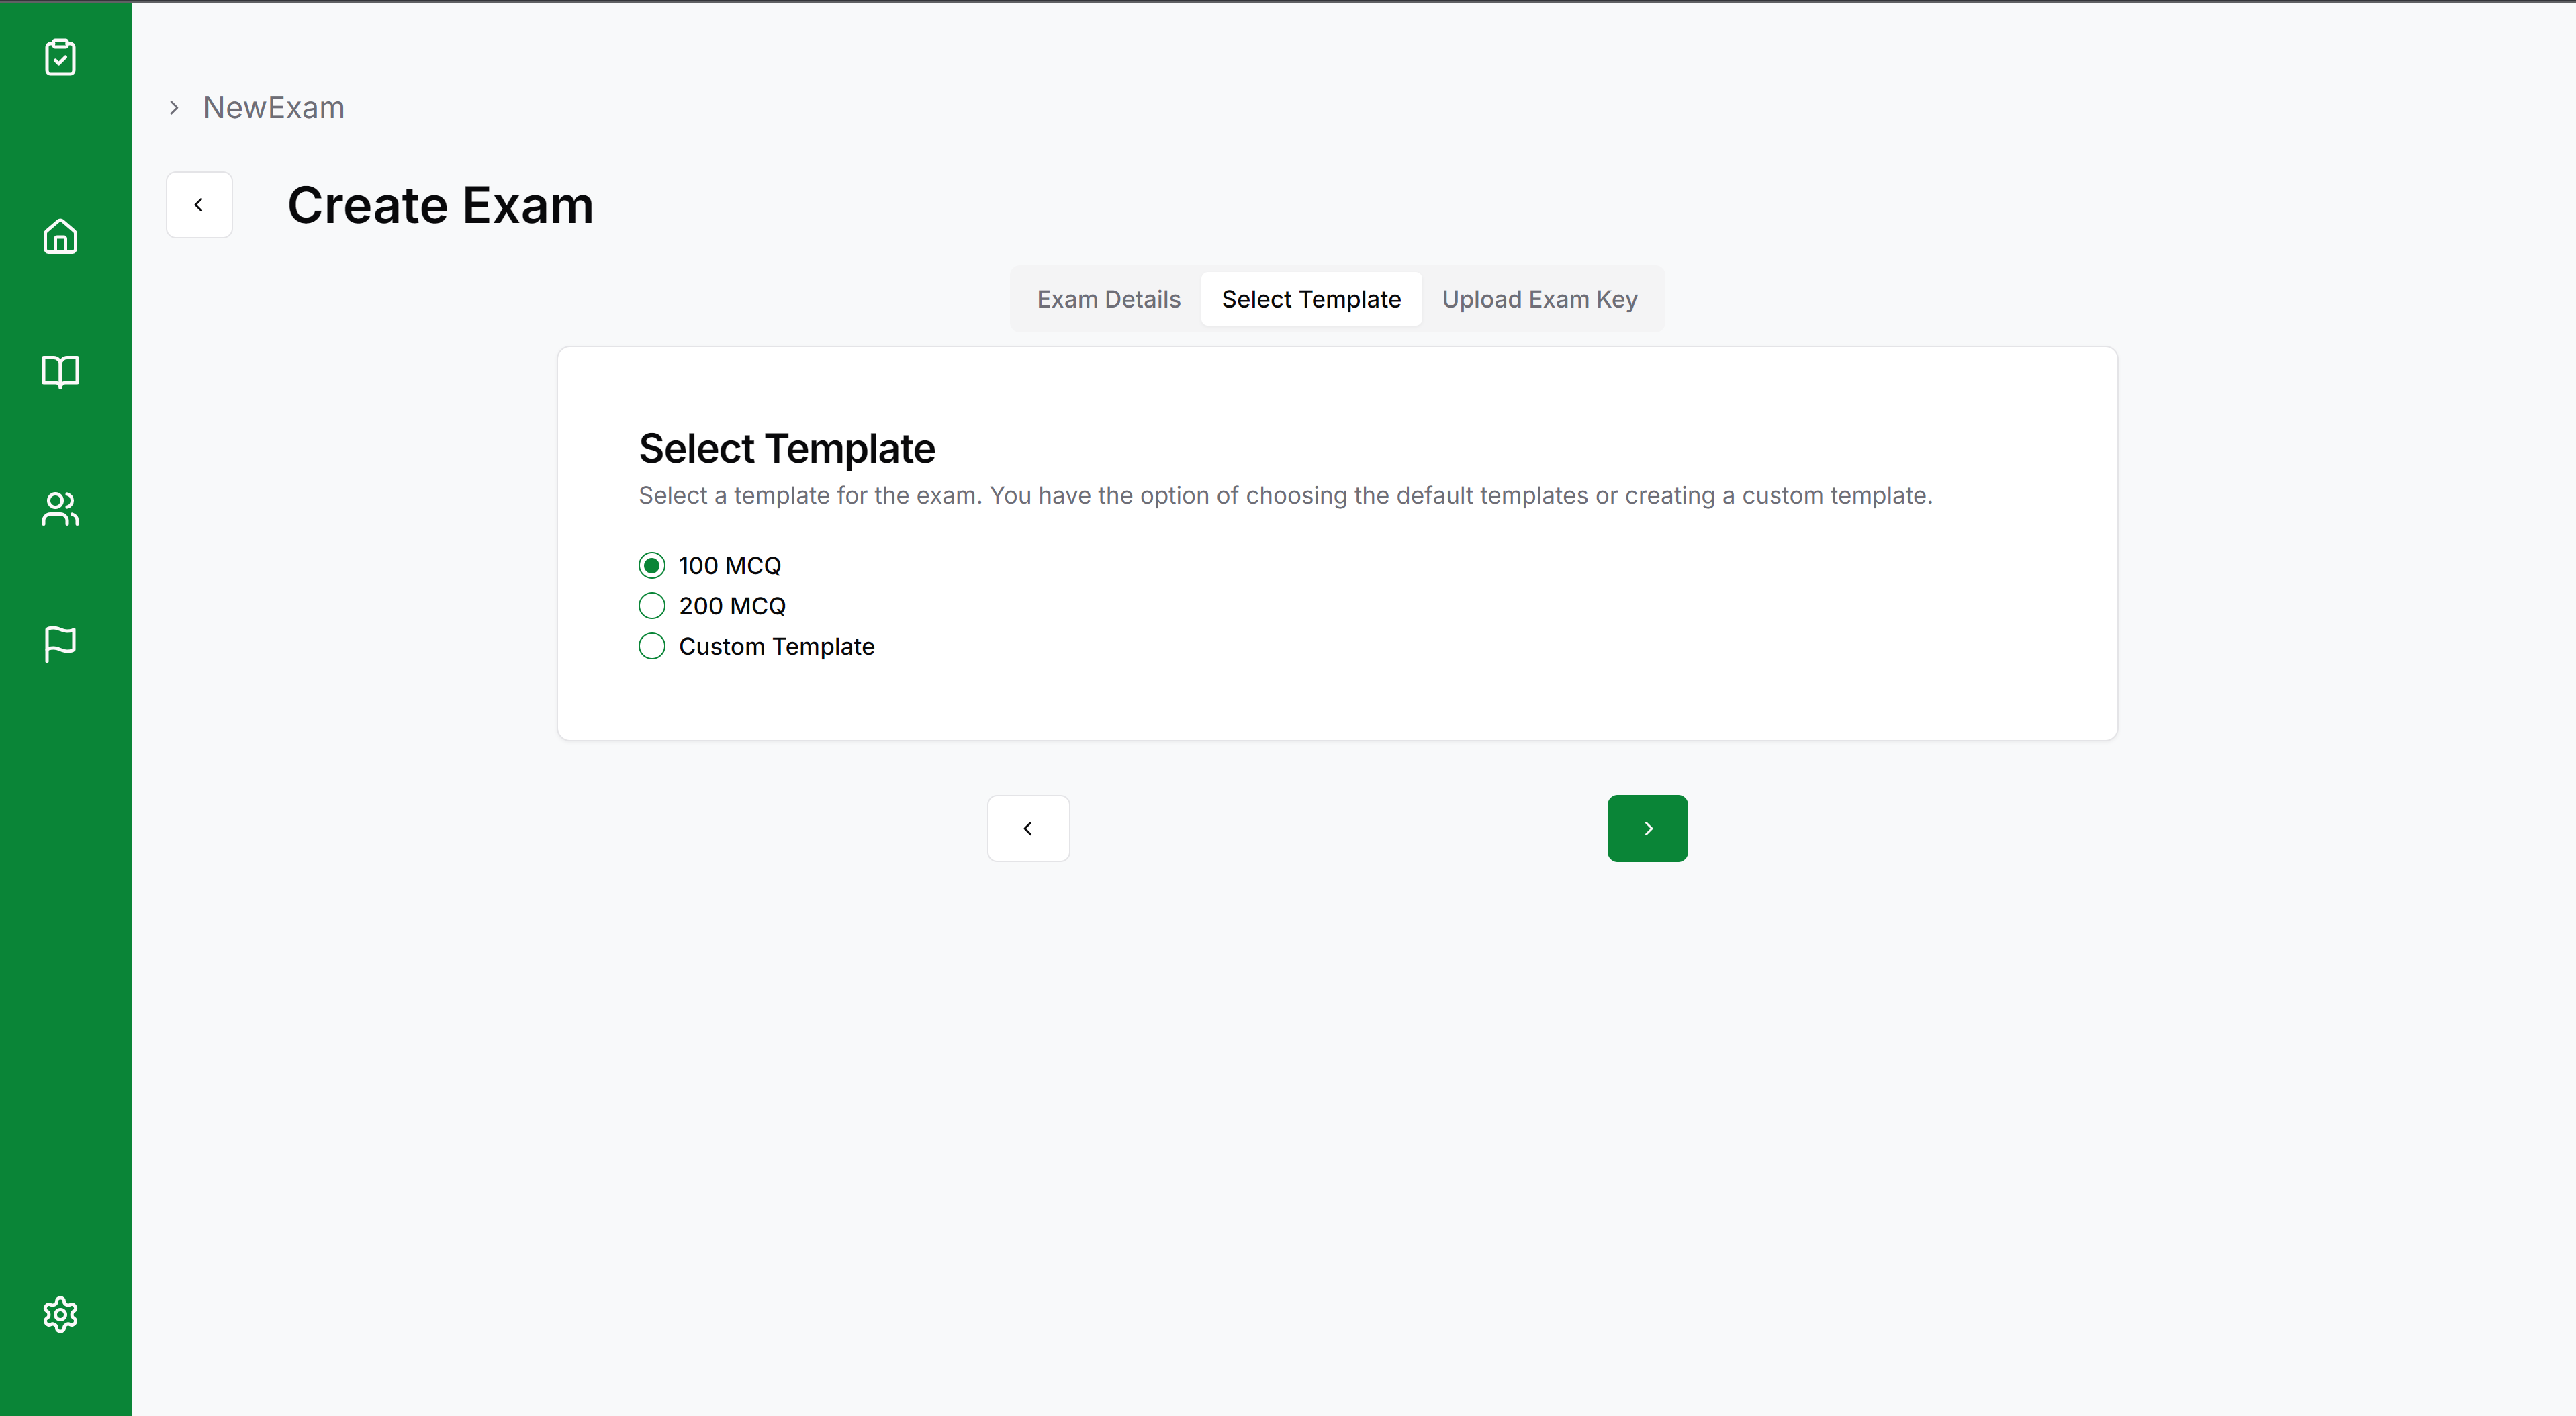 NewExam
Create Exam
Exam Details Select Template Upload Exam Key
Select Template
Select a template for the exam. You have the option of choosing the default templates or creating a custom template.
100 MCQ
200 MCQ
Custom Template